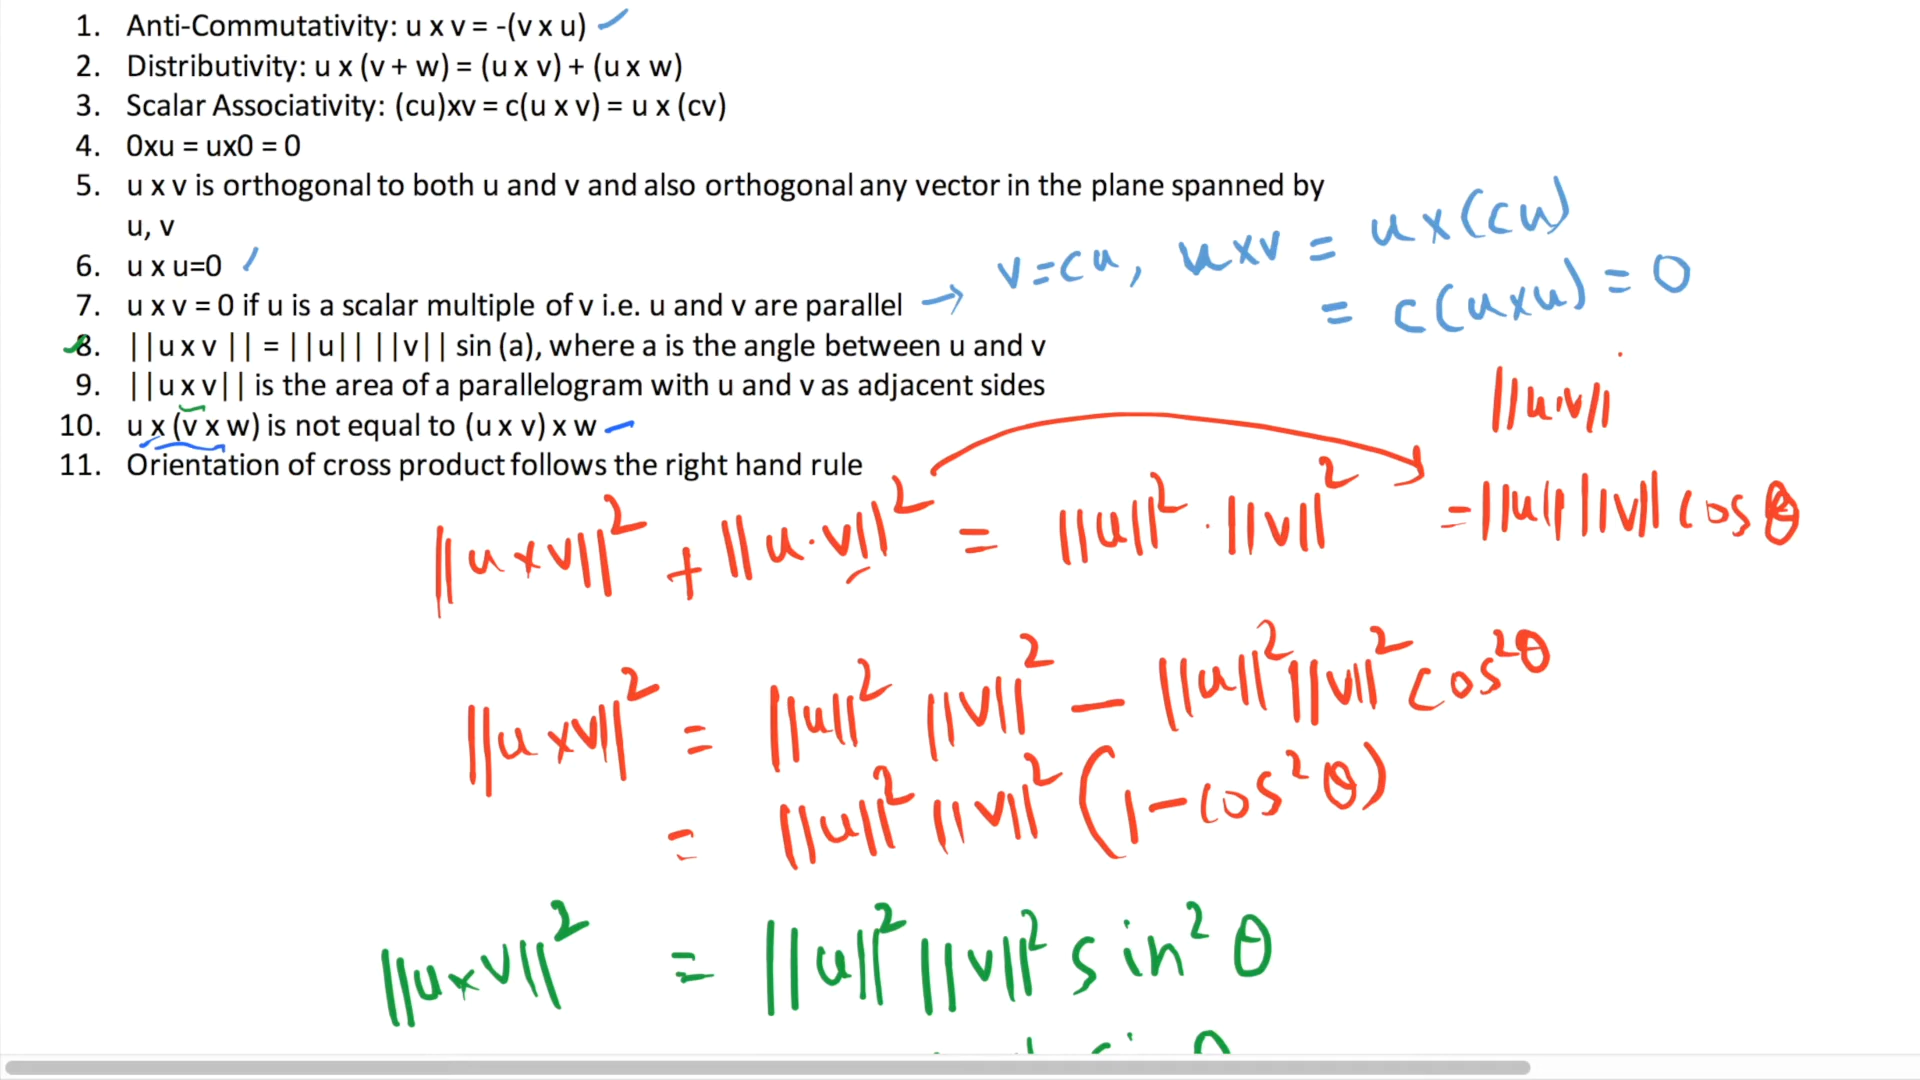 1. Anti-Commutativity: u x v = -(v x u)
2. Distributivity: u x (v + w) = (u x v) + (u x w)
3. Scalar Associativity: (cu)xv = c(u x v) = u x (cv)
4. 0xu = ux0 = 0
5. u x v is orthogonal to both u and v and also orthogonal any vector in the plane spanned by
u, v
6. u x u=0
7. u x v = 0 if u is a scalar multiple of v i.e. u and v are parallel
→ v=cu, uxv = ux(cu)
= c(uxu) = 0
8. ||u x v || = ||u|| ||v|| sin (a), where a is the angle between u and v
9. ||u x v|| is the area of a parallelogram with u and v as adjacent sides
10. u x (v x w) is not equal to (u x v) x w
11. Orientation of cross product follows the right hand rule
||u·v||
=||u|| ||v|| cos θ
||u x v||² + ||u·v||² = ||u||² · ||v||²
||u x v||² = ||u||² ||v||² − ||u||² ||v||² cos²θ
= ||u||² ||v||² (1−cos²θ)
||u x v||² = ||u||² ||v||² sin² θ